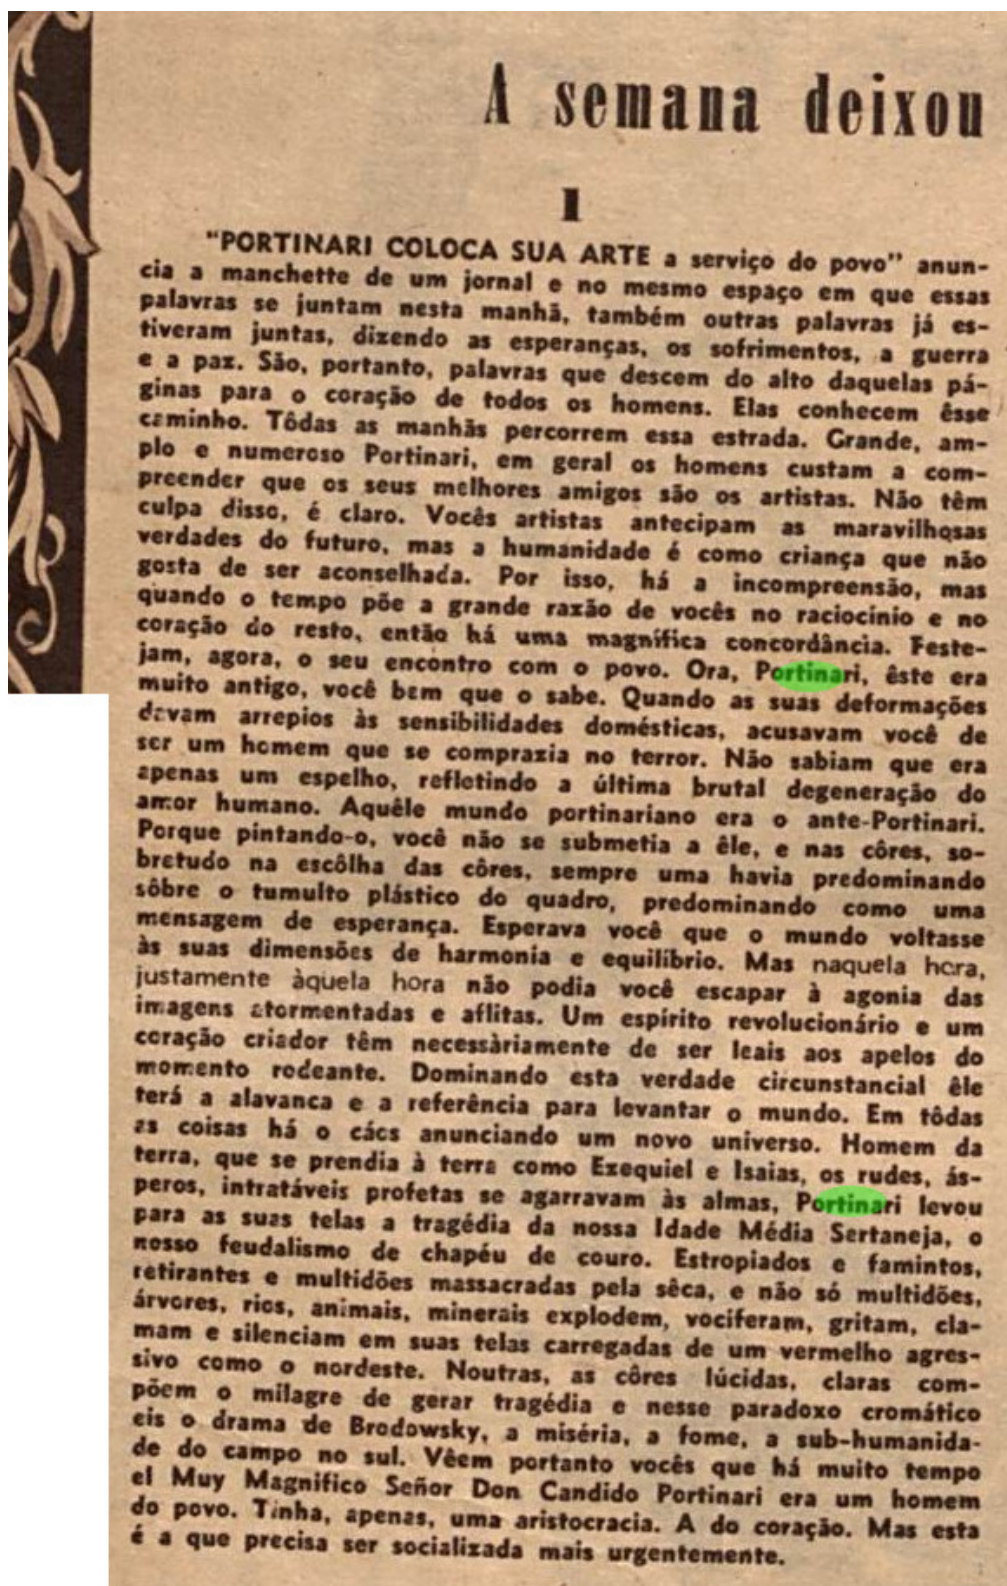 A semana deixou
1
"PORTINARI COLOCA SUA ARTE a serviço do povo" anun-
cia a manchette de um jornal e no mesmo espaço em que essas
palavras se juntam nesta manhã, também outras palavras já es-
tiveram juntas, dizendo as esperanças, os sofrimentos, a guerra
e a paz. São, portanto, palavras que descem do alto daquelas pá-
ginas para o coração de todos os homens. Elas conhecem êsse
caminho. Tôdas as manhãs percorrem essa estrada. Grande, am-
plo e numeroso Portinari, em geral os homens custam a com-
preender que os seus melhores amigos são os artistas. Não têm
culpa disso, é claro. Vocês artistas antecipam as maravilhosas
verdades do futuro, mas a humanidade é como criança que não
gosta de ser aconselhada. Por isso, há a incompreensão, mas
quando o tempo põe a grande razão de vocês no raciocínio e no
coração do resto, então há uma magnífica concordância. Feste-
jam, agora, o seu encontro com o povo. Ora, Portinari, êste era
muito antigo, você bem que o sabe. Quando as suas deformações
davam arrepios às sensibilidades domésticas, acusavam você de
ser um homem que se comprazia no terror. Não sabiam que era
apenas um espelho, refletindo a última brutal degeneração do
amor humano. Aquêle mundo portinariano era o ante-Portinari.
Porque pintando-o, você não se submetia a êle, e nas côres, so-
bretudo na escôlha das côres, sempre uma havia predominando
sôbre o tumulto plástico do quadro, predominando como uma
mensagem de esperança. Esperava você que o mundo voltasse
às suas dimensões de harmonia e equilíbrio. Mas naquela hora,
justamente àquela hora não podia você escapar à agonia das
imagens atormentadas e aflitas. Um espírito revolucionário e um
coração criador têm necessàriamente de ser leais aos apelos do
momento rodeante. Dominando esta verdade circunstancial êle
terá a alavanca e a referência para levantar o mundo. Em tôdas
as coisas há o cáos anunciando um novo universo. Homem da
terra, que se prendia à terra como Ezequiel e Isaias, os rudes, ás-
peros, intratáveis profetas se agarravam às almas, Portinari levou
para as suas telas a tragédia da nossa Idade Média Sertaneja, o
nosso feudalismo de chapéu de couro. Estropiados e famintos,
retirantes e multidões massacradas pela sêca, e não só multidões,
árvores, rios, animais, minerais explodem, vociferam, gritam, cla-
mam e silenciam em suas telas carregadas de um vermelho agres-
sivo como o nordeste. Noutras, as côres lúcidas, claras com-
põem o milagre de gerar tragédia e nesse paradoxo cromático
eis o drama de Brodowsky, a miséria, a fome, a sub-humanida-
de do campo no sul. Vêem portanto vocês que há muito tempo
el Muy Magnifico Señor Don Candido Portinari era um homem
do povo. Tinha, apenas, uma aristocracia. A do coração. Mas esta
é a que precisa ser socializada mais urgentemente.